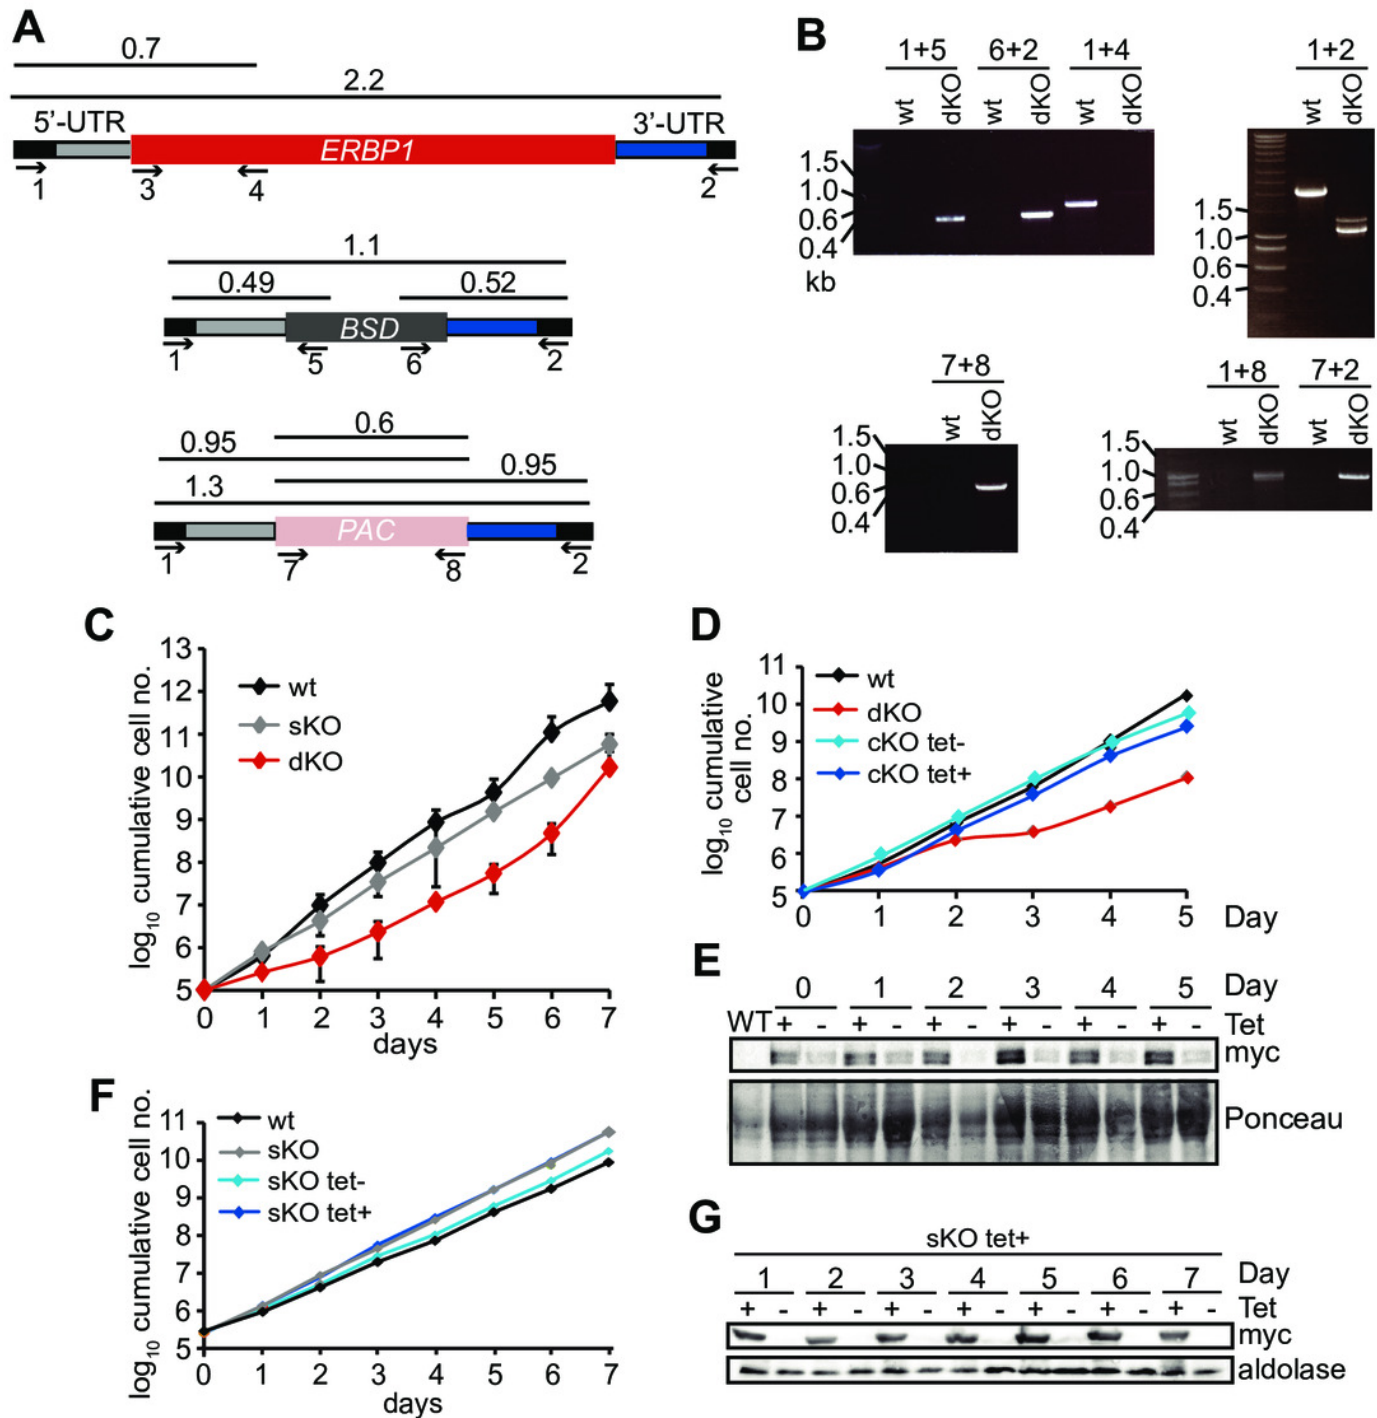 A
0.7
2.2
5'-UTR
3'-UTR
ERBP1
1
3
4
2
1.1
0.49
0.52
BSD
1
5
6
2
0.6
0.95
0.95
1.3
PAC
1
7
8
2
B
1+5 6+2 1+4
wt dKO wt dKO wt dKO
1.5
1.0
0.6
0.4
kb
1+2
wt dKO
1.5
1.0
0.6
0.4
7+8
wt dKO
1.5
1.0
0.6
0.4
1+8 7+2
wt dKO wt dKO
1.5
1.0
0.6
0.4
C
log10 cumulative cell no.
13
12
11
10
9
8
7
6
5
wt
sKO
dKO
0 1 2 3 4 5 6 7
days
D
log10 cumulative
cell no.
11
10
9
8
7
6
5
wt
dKO
cKO tet-
cKO tet+
0 1 2 3 4 5 Day
E
0 1 2 3 4 5 Day
WT + - + - + - + - + - + - Tet
myc
Ponceau
F
log10 cumulative cell no.
11
10
9
8
7
6
5
wt
sKO
sKO tet-
sKO tet+
0 1 2 3 4 5 6 7
days
G
sKO tet+
1 2 3 4 5 6 7 Day
+ - + - + - + - + - + - + - Tet
myc
aldolase